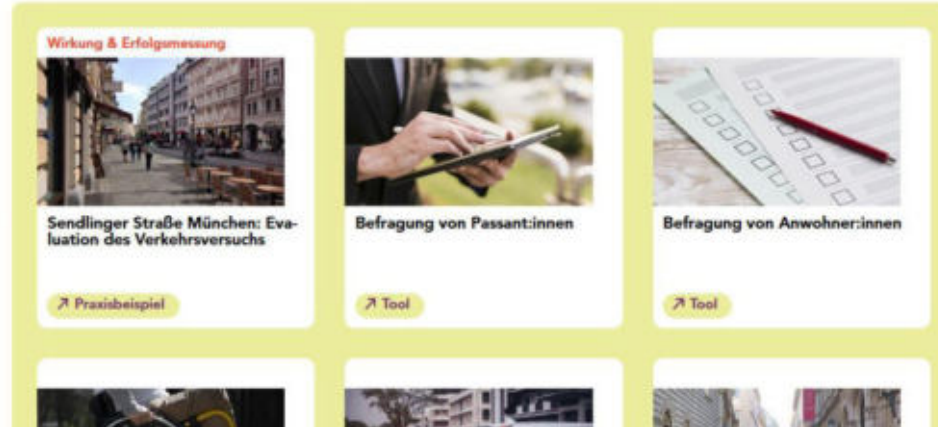 Wirkung & Erfolgsmessung
Sendlinger Straße München: Eva-
luation des Verkehrsversuchs
↗ Praxisbeispiel
Befragung von Passant:innen
↗ Tool
Befragung von Anwohner:innen
↗ Tool